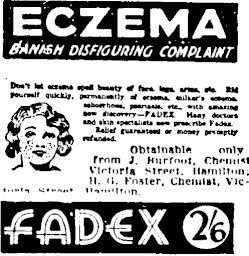 ECZEMA
BANISH DISFIGURING COMPLAINT
Don't let eczema spoil beauty of face, legs, arms, etc. Rid
yourself quickly, permanently of eczema, milker's eczema,
seborrhoea, psoriasis, etc., with amazing
new discovery—FADEX. Many doctors
and skin specialists now prescribe Fadex.
Relief guaranteed or money promptly
refunded.
Obtainable only
from J. Burfoot, Chemist
Victoria Street, Hamilton;
H. G. Foster, Chemist, Vic-
toria Street Hamilton.
FADEX 2/6